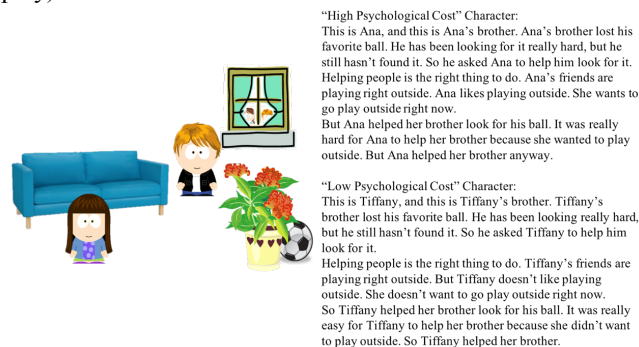 “High Psychological Cost” Character:
This is Ana, and this is Ana’s brother. Ana’s brother lost his
favorite ball. He has been looking for it really hard, but he
still hasn’t found it. So he asked Ana to help him look for it.
Helping people is the right thing to do. Ana’s friends are
playing right outside. Ana likes playing outside. She wants to
go play outside right now.
But Ana helped her brother look for his ball. It was really
hard for Ana to help her brother because she wanted to play
outside. But Ana helped her brother anyway.
“Low Psychological Cost” Character:
This is Tiffany, and this is Tiffany’s brother. Tiffany’s
brother lost his favorite ball. He has been looking really hard,
but he still hasn’t found it. So he asked Tiffany to help him
look for it.
Helping people is the right thing to do. Tiffany’s friends are
playing right outside. But Tiffany doesn’t like playing
outside. She doesn’t want to go play outside right now.
So Tiffany helped her brother look for his ball. It was really
easy for Tiffany to help her brother because she didn’t want
to play outside. So Tiffany helped her brother.